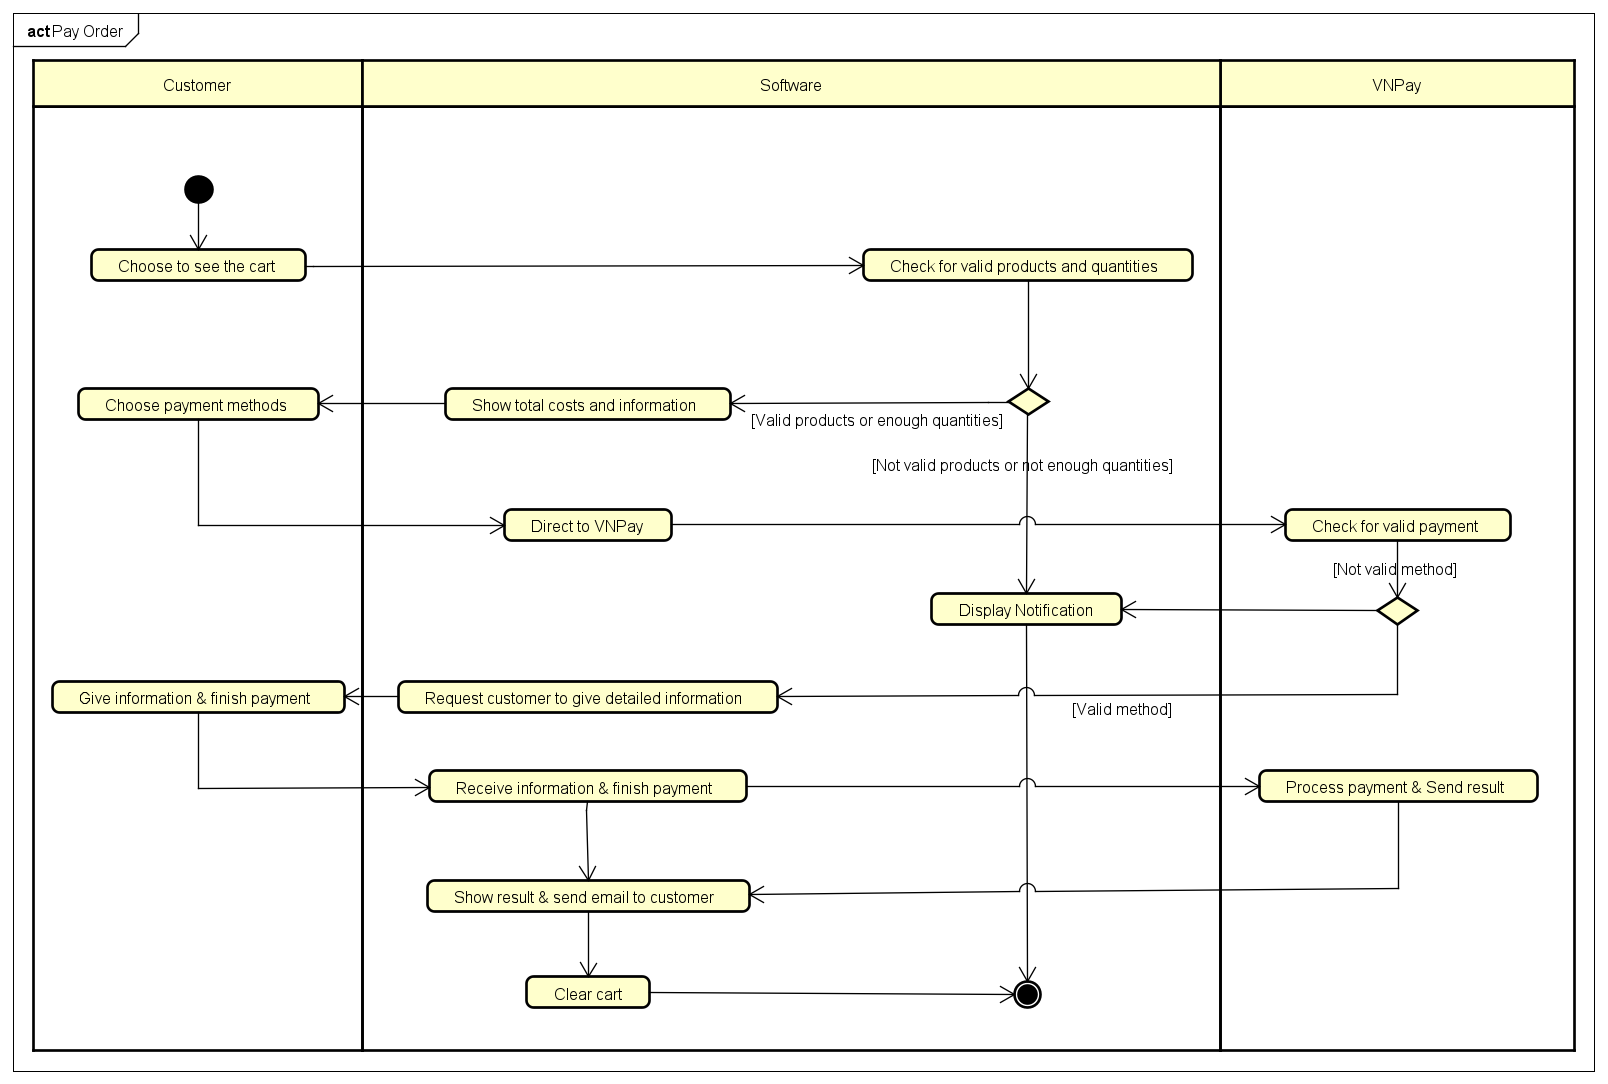 act Pay Order
Customer
Software
VNPay
Choose to see the cart
Check for valid products and quantities
Choose payment methods
Show total costs and information
[Valid products or enough quantities]
[Not valid products or not enough quantities]
Direct to VNPay
Check for valid payment
[Not valid method]
Display Notification
Give information & finish payment
Request customer to give detailed information
[Valid method]
Receive information & finish payment
Process payment & Send result
Show result & send email to customer
Clear cart